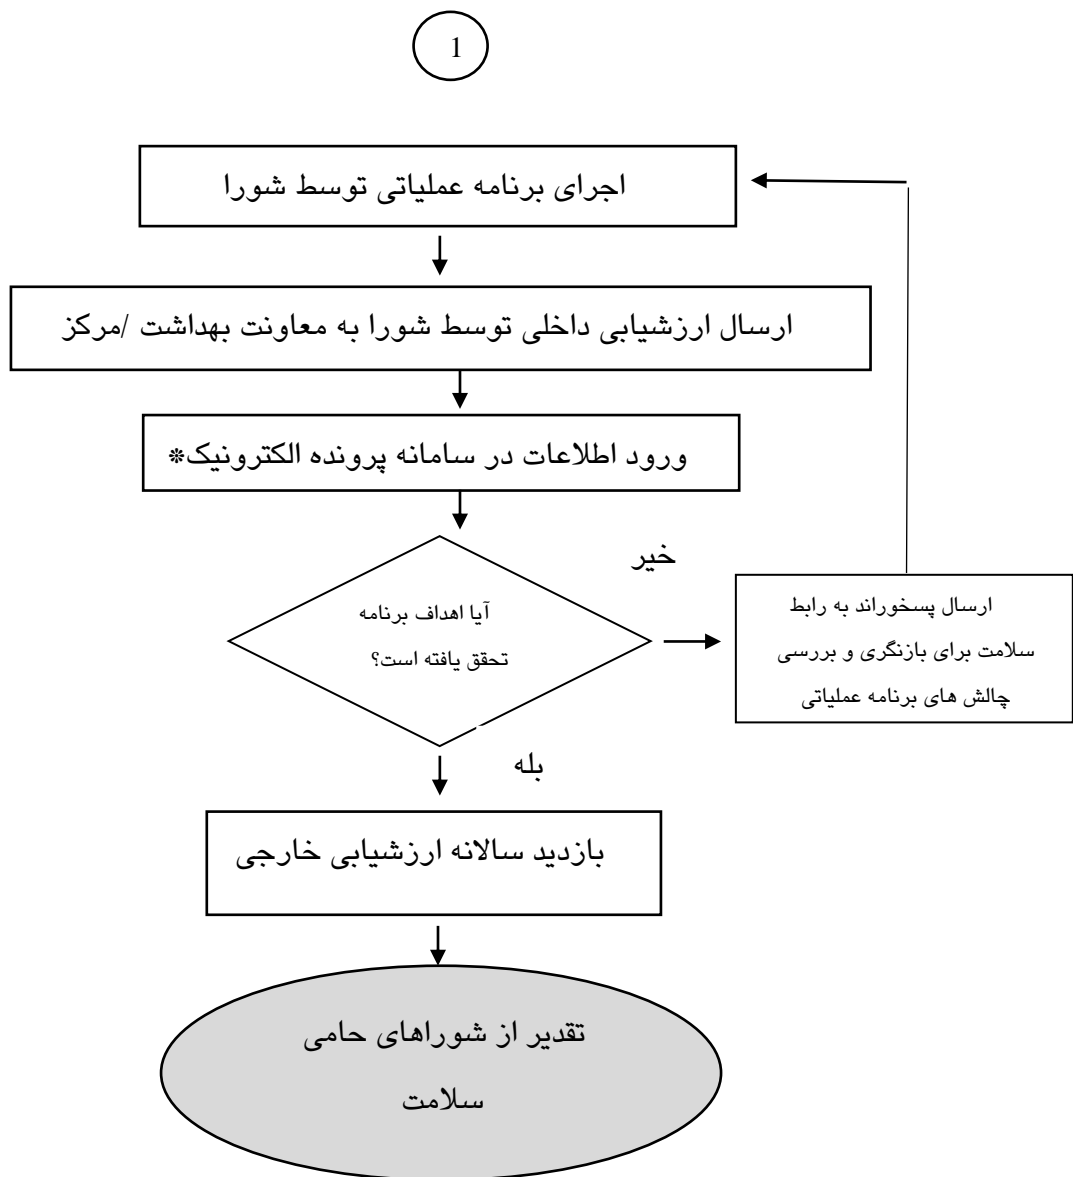 1
اجرای برنامه عملیاتی توسط شورا
ارسال ارزشیابی داخلی توسط شورا به معاونت بهداشت /مرکز
ورود اطلاعات در سامانه پرونده الکترونیک*
خیر
آیا اهداف برنامه
تحقق یافته است؟
ارسال پسخوراند به رابط
سلامت برای بازنگری و بررسی
چالش های برنامه عملیاتی
بله
بازدید سالانه ارزشیابی خارجی
تقدیر از شوراهای حامی
سلامت